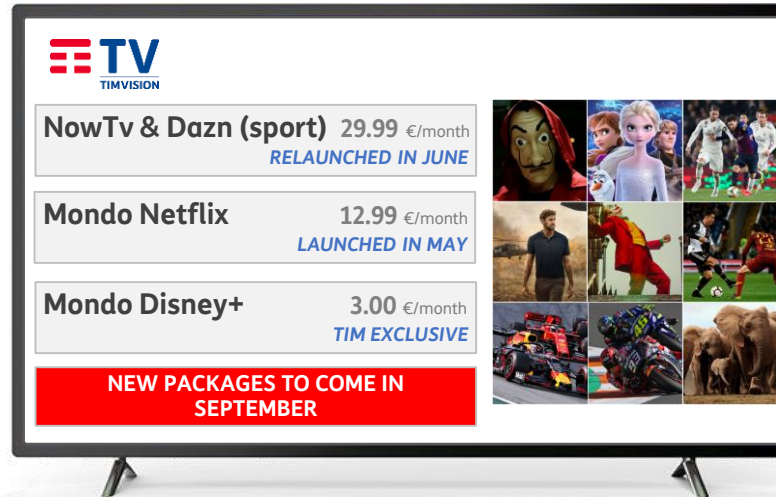 TV
TIMVISION
NowTv & Dazn (sport) 29.99 €/month
RELAUNCHED IN JUNE
Mondo Netflix 12.99 €/month
LAUNCHED IN MAY
Mondo Disney+ 3.00 €/month
TIM EXCLUSIVE
NEW PACKAGES TO COME IN
SEPTEMBER